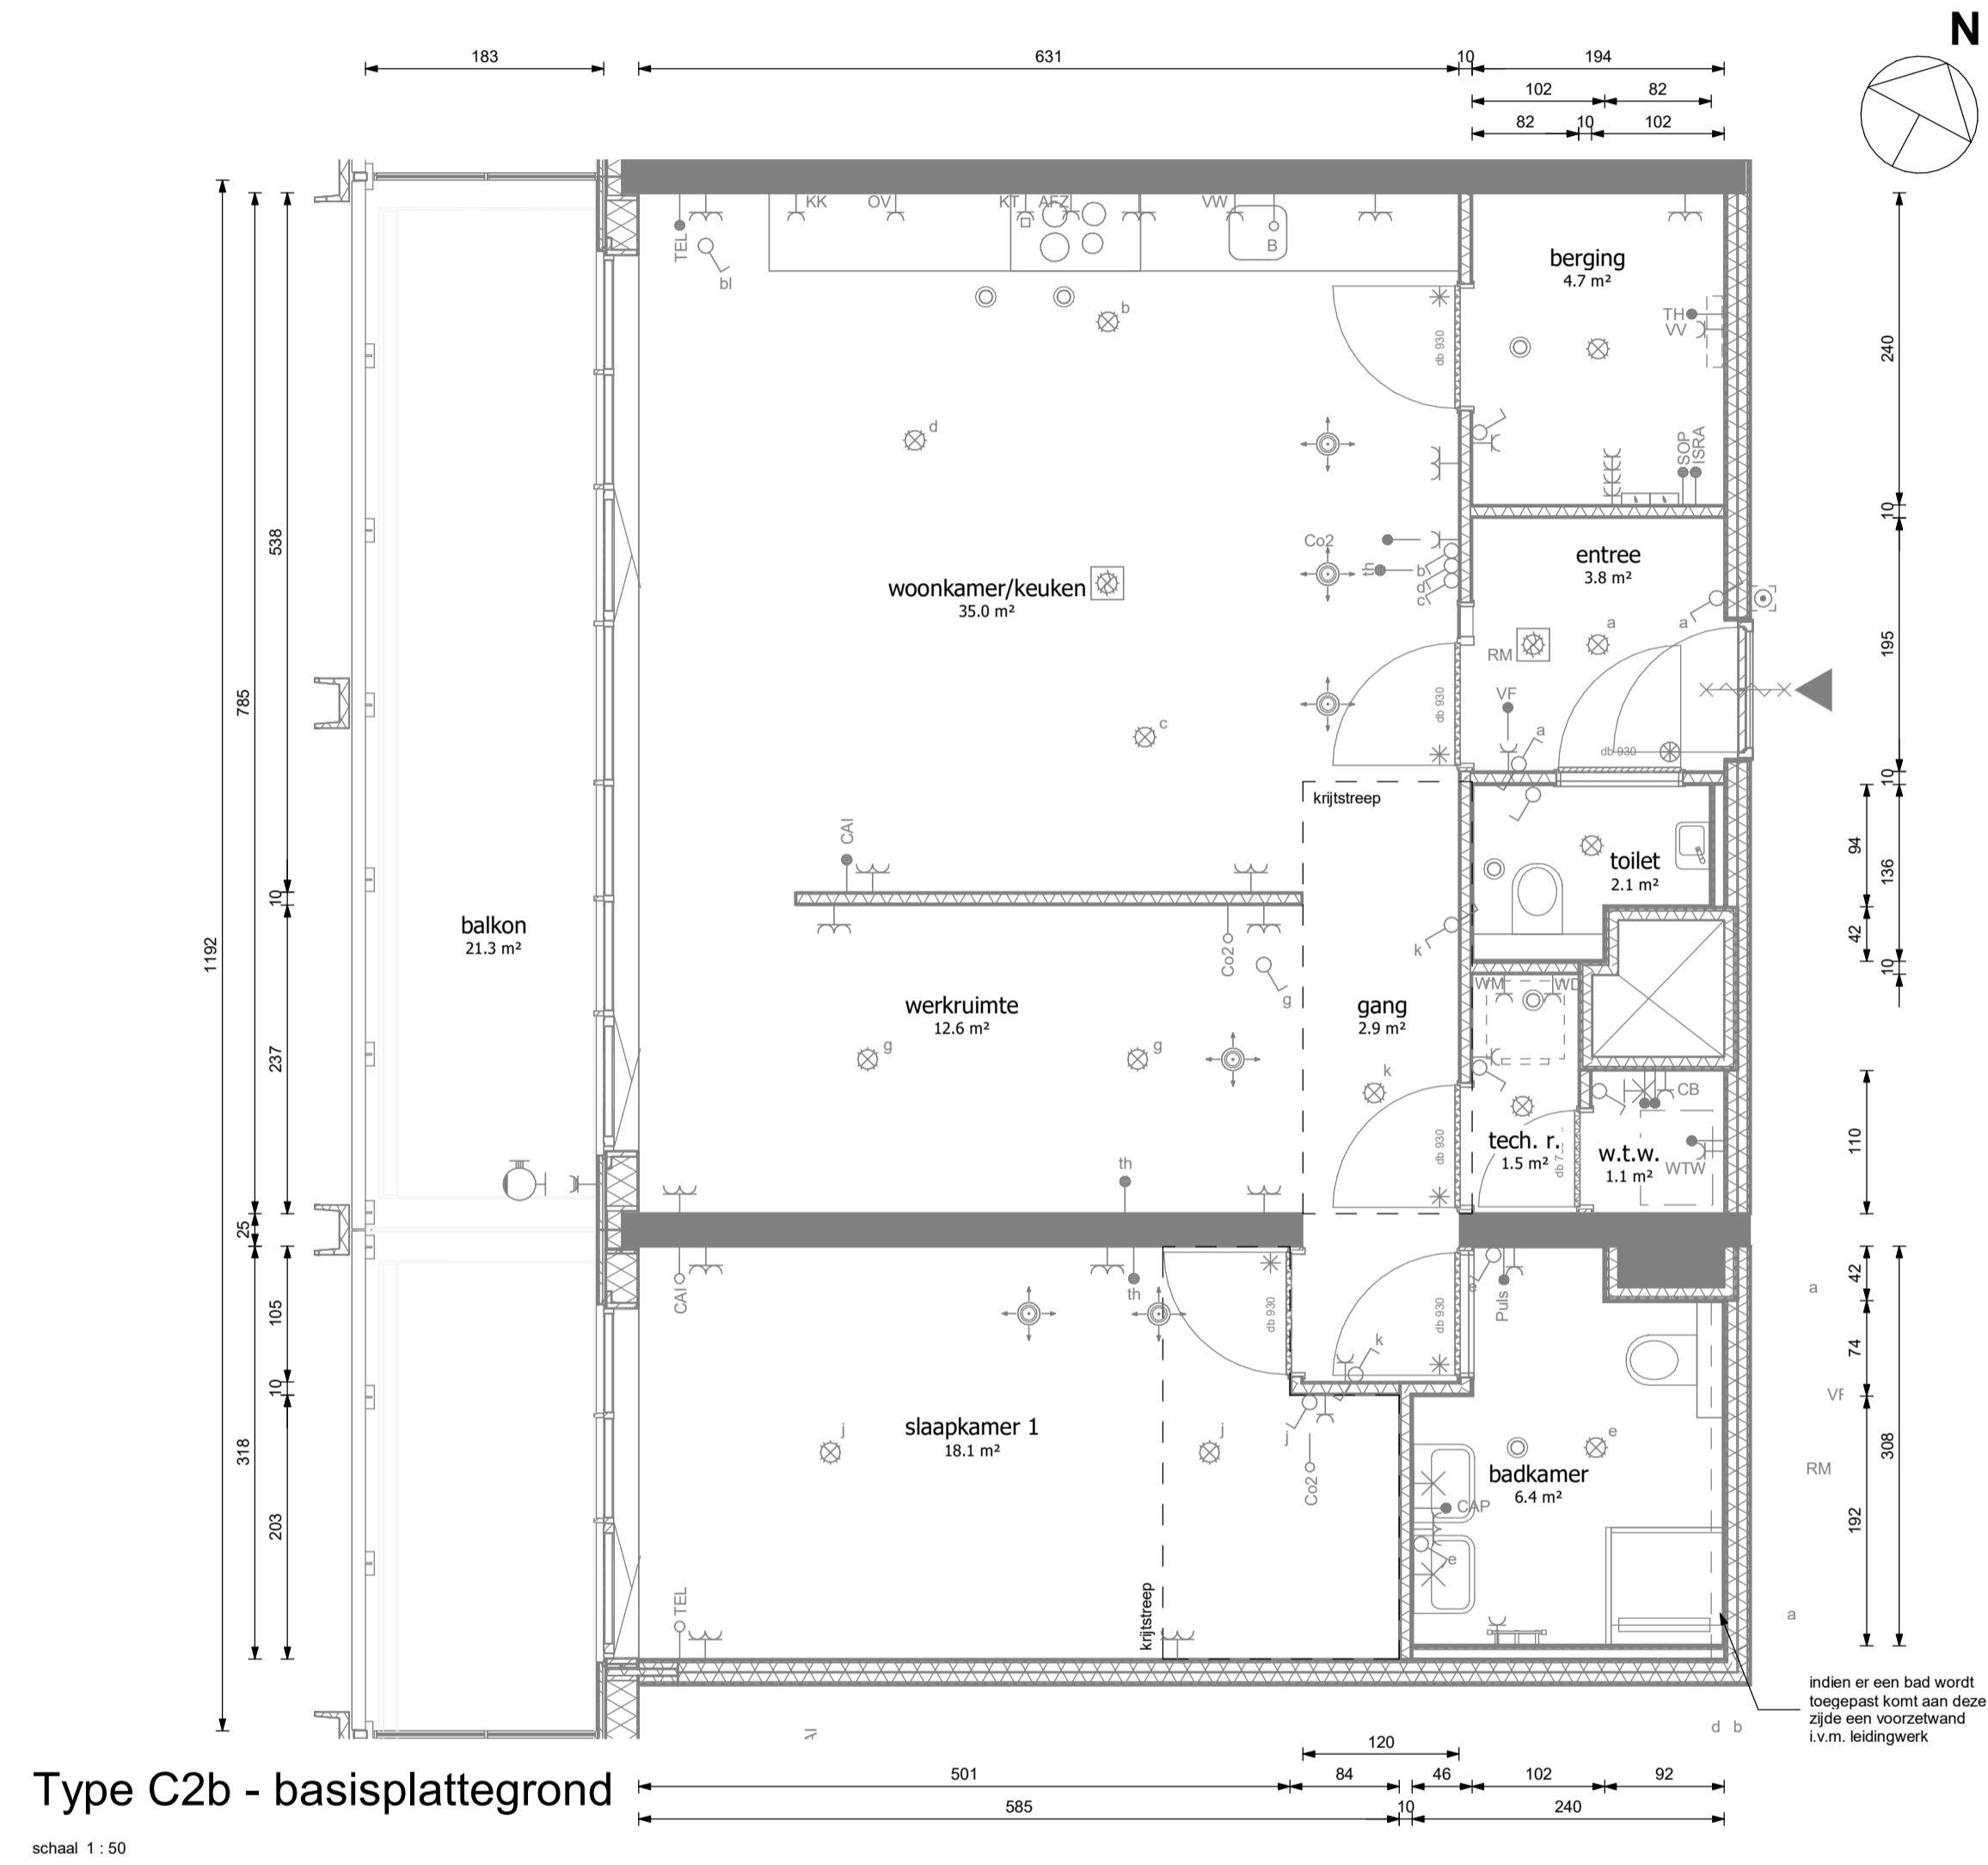 N
183
631
10
194
102
82
82
10
102
KK
OV
KT
AFZ
VW
B
TEL
bl
b
db 930
berging
4.7 m²
TH
VV
SOP
ISRA
240
10
d
Co2
th
b
d
c
woonkamer/keuken
35.0 m²
entree
3.8 m²
a
a
RM
VF
a
db 930
db 930
195
10
c
krijtstreep
538
785
1192
10
237
25
105
10
318
203
CAI
toilet
2.1 m²
94
136
42
10
balkon
21.3 m²
k
Co2
g
werkruimte
12.6 m²
gang
2.9 m²
WM
WD
g
g
k
CB
tech. r.
1.5 m²
w.t.w.
1.1 m²
WTW
db 930
110
th
CAI
th
db 930
db 930
k
e
Puls
a
42
74
VF
slaapkamer 1
18.1 m²
j
j
j
Co2
badkamer
6.4 m²
e
CAP
e
RM
308
192
TEL
krijtstreep
a
indien er een bad wordt
toegepast komt aan deze
zijde een voorzetwand
i.v.m. leidingwerk
d b
120
501
84
46
102
92
585
10
240
Type C2b - basisplattegrond
schaal 1 : 50